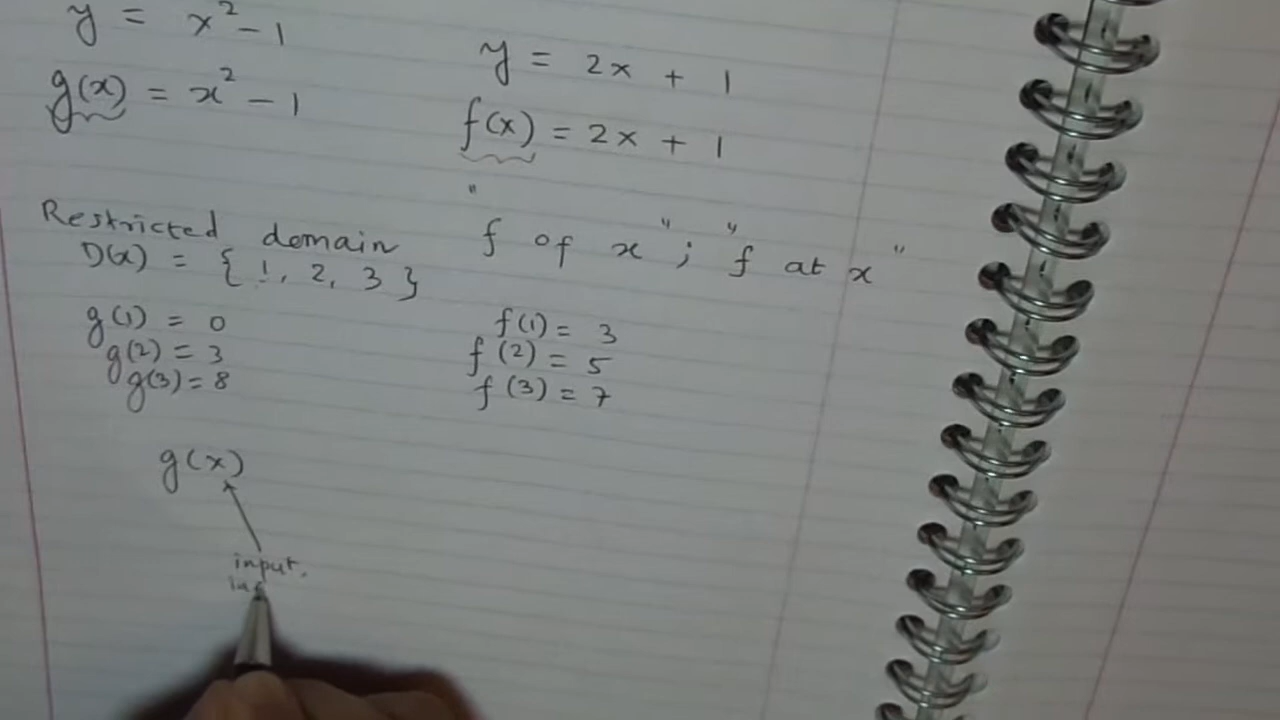 y = x² - 1
g(x) = x² - 1
y = 2x + 1
f(x) = 2x + 1
"f of x"; "f at x"
Restricted domain
D(x) = {1, 2, 3}
g(1) = 0
g(2) = 3
g(3) = 8
f(1) = 3
f(2) = 5
f(3) = 7
g(x)
input,